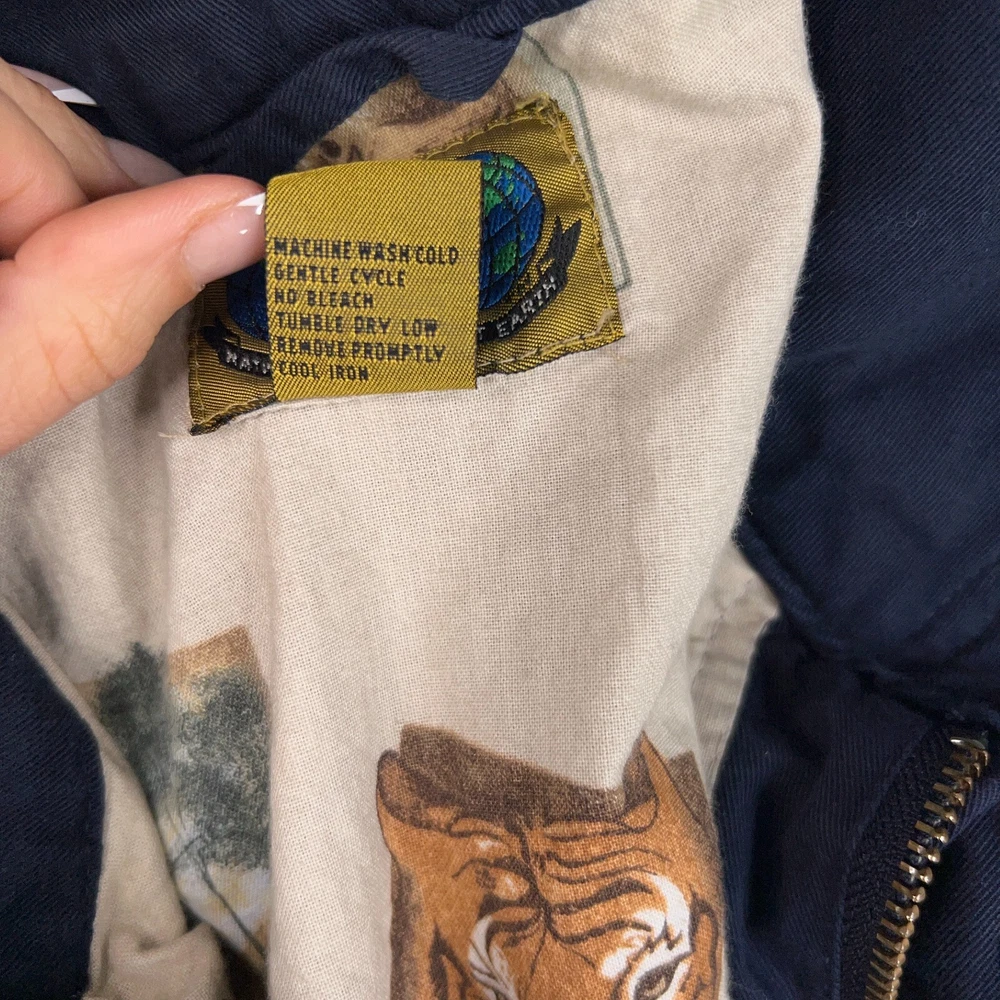 MACHINE WASH COLD
GENTLE CYCLE
NO BLEACH
TUMBLE DRY LOW
REMOVE PROMPTLY
COOL IRON
EARTH